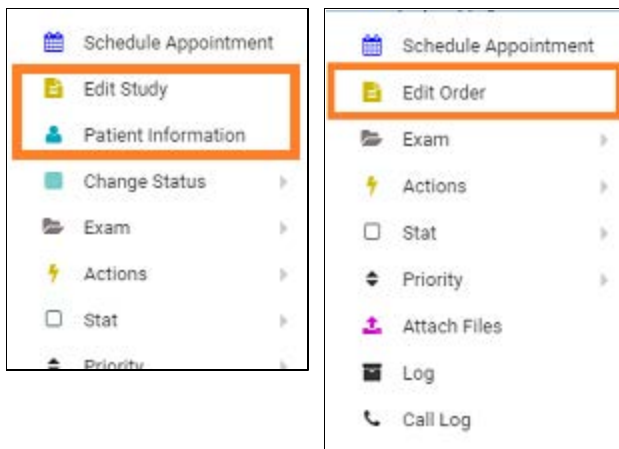 Schedule Appointment
Edit Study
Patient Information
Change Status
Exam
Actions
Stat
Priority
Schedule Appointment
Edit Order
Exam
Actions
Stat
Priority
Attach Files
Log
Call Log